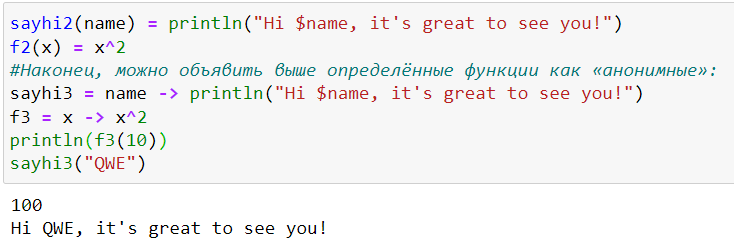 sayhi2(name) = println("Hi $name, it's great to see you!")
f2(x) = x^2
#Наконец, можно объявить выше определённые функции как «анонимные»:
sayhi3 = name -> println("Hi $name, it's great to see you!")
f3 = x -> x^2
println(f3(10))
sayhi3("QWE")
100
Hi QWE, it's great to see you!